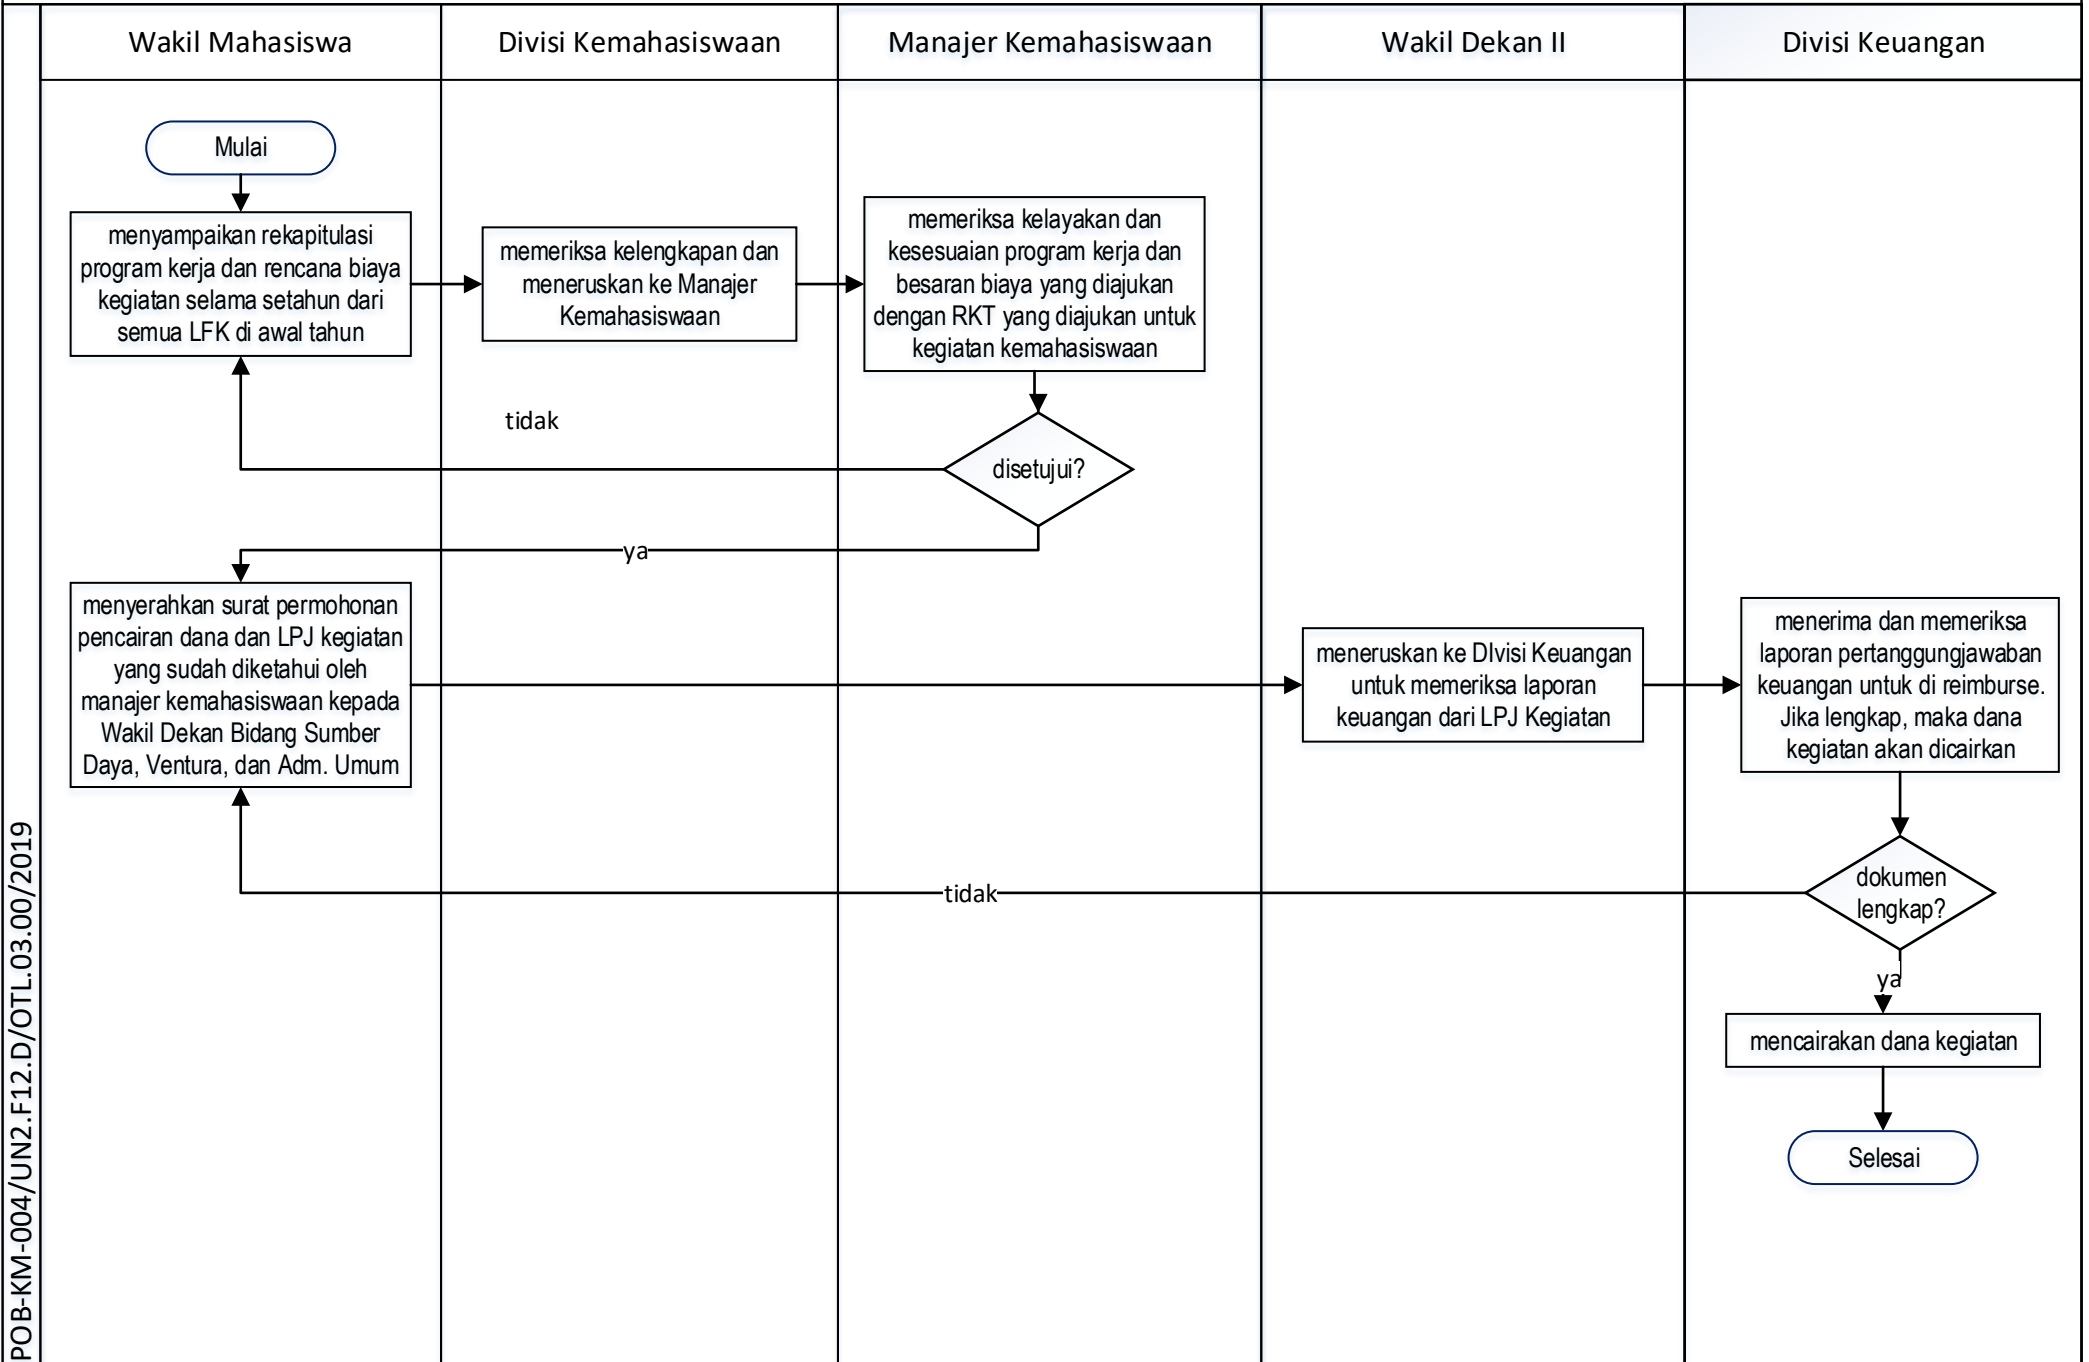 Wakil Mahasiswa
Divisi Kemahasiswaan
Manajer Kemahasiswaan
Wakil Dekan II
Divisi Keuangan
Mulai
menyampaikan rekapitulasi
program kerja dan rencana biaya
kegiatan selama setahun dari
semua LFK di awal tahun
memeriksa kelengkapan dan
meneruskan ke Manajer
Kemahasiswaan
memeriksa kelayakan dan
kesesuaian program kerja dan
besaran biaya yang diajukan
dengan RKT yang diajukan untuk
kegiatan kemahasiswaan
tidak
disetujui?
ya
menyerahkan surat permohonan
pencairan dana dan LPJ kegiatan
yang sudah diketahui oleh
manajer kemahasiswaan kepada
Wakil Dekan Bidang Sumber
Daya, Ventura, dan Adm. Umum
meneruskan ke DIvisi Keuangan
untuk memeriksa laporan
keuangan dari LPJ Kegiatan
menerima dan memeriksa
laporan pertanggungjawaban
keuangan untuk di reimburse.
Jika lengkap, maka dana
kegiatan akan dicairkan
tidak
dokumen
lengkap?
ya
mencairakan dana kegiatan
Selesai
POB-KM-004/UN2.F12.D/OTL.03.00/2019